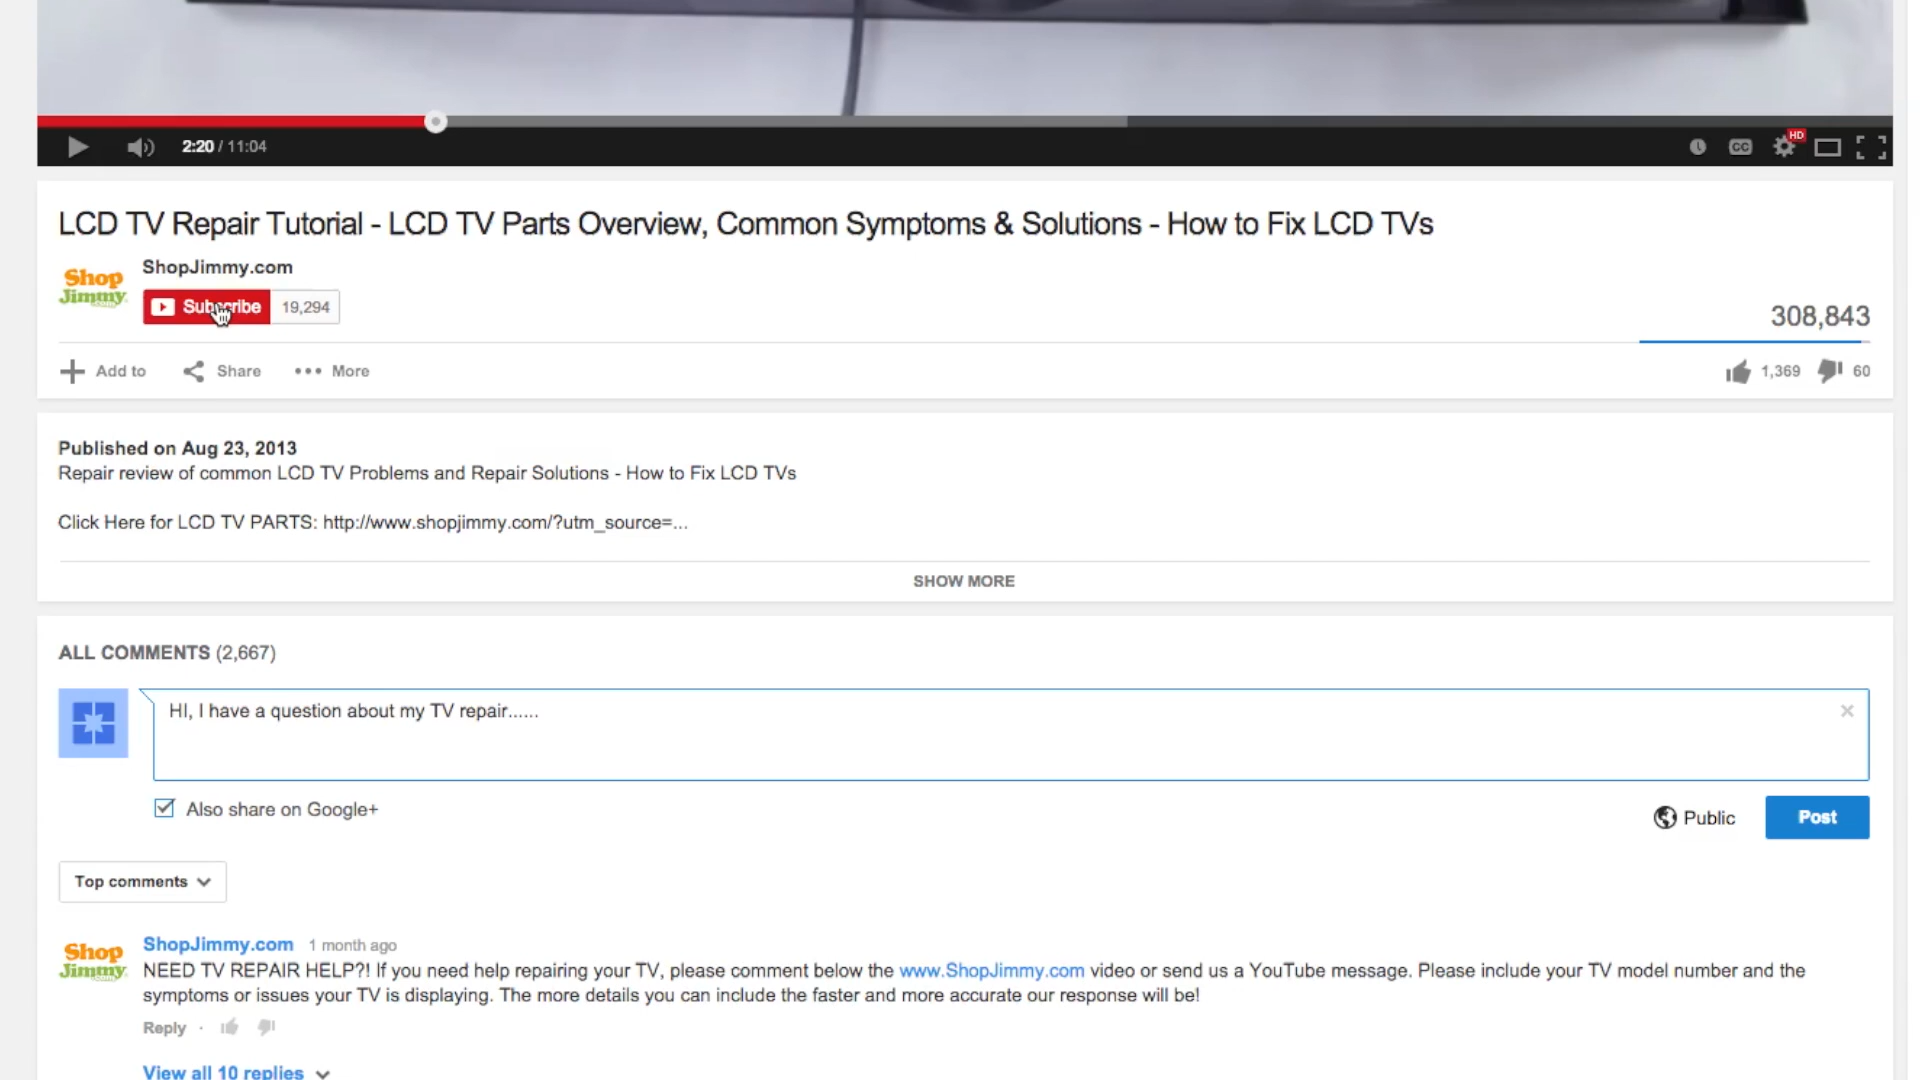 2:20 / 11:04
CC
HD
LCD TV Repair Tutorial - LCD TV Parts Overview, Common Symptoms & Solutions - How to Fix LCD TVs
Shop
Jimmy.com
ShopJimmy.com
Subscribe 19,294
308,843
Add to Share More
1,369 60
Published on Aug 23, 2013
Repair review of common LCD TV Problems and Repair Solutions - How to Fix LCD TVs
Click Here for LCD TV PARTS: http://www.shopjimmy.com/?utm_source=...
SHOW MORE
ALL COMMENTS (2,667)
HI, I have a question about my TV repair......
Also share on Google+
Public
Post
Top comments
Shop
Jimmy.com
ShopJimmy.com 1 month ago
NEED TV REPAIR HELP?! If you need help repairing your TV, please comment below the www.ShopJimmy.com video or send us a YouTube message. Please include your TV model number and the
symptoms or issues your TV is displaying. The more details you can include the faster and more accurate our response will be!
Reply ·
View all 10 replies